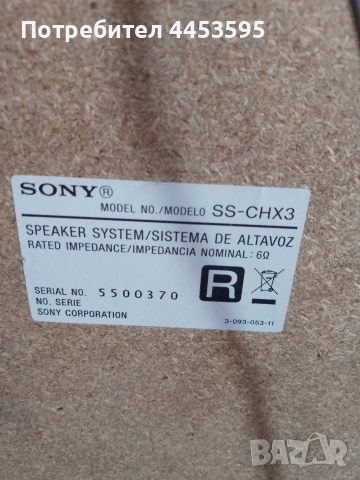 Потребител 4453595
SONY®
MODEL NO./MODELO SS-CHX3
SPEAKER SYSTEM/SISTEMA DE ALTAVOZ
RATED IMPEDANCE/IMPEDANCIA NOMINAL: 6Ω
SERIAL NO. 5500370
NO. SERIE
SONY CORPORATION
R
3-093-053-11
BAZAR